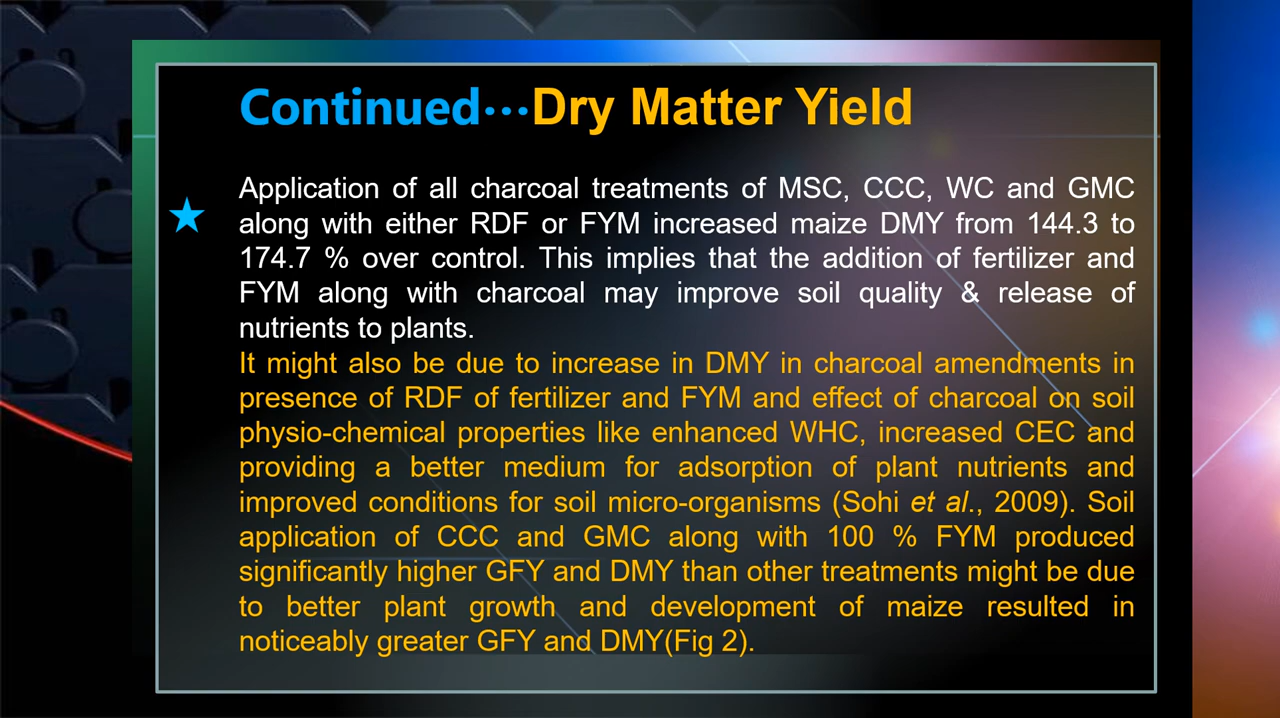 Continued···Dry Matter Yield
Application of all charcoal treatments of MSC, CCC, WC and GMC
along with either RDF or FYM increased maize DMY from 144.3 to
174.7 % over control. This implies that the addition of fertilizer and
FYM along with charcoal may improve soil quality & release of
nutrients to plants.
It might also be due to increase in DMY in charcoal amendments in
presence of RDF of fertilizer and FYM and effect of charcoal on soil
physio-chemical properties like enhanced WHC, increased CEC and
providing a better medium for adsorption of plant nutrients and
improved conditions for soil micro-organisms (Sohi et al., 2009). Soil
application of CCC and GMC along with 100 % FYM produced
significantly higher GFY and DMY than other treatments might be due
to better plant growth and development of maize resulted in
noticeably greater GFY and DMY(Fig 2).